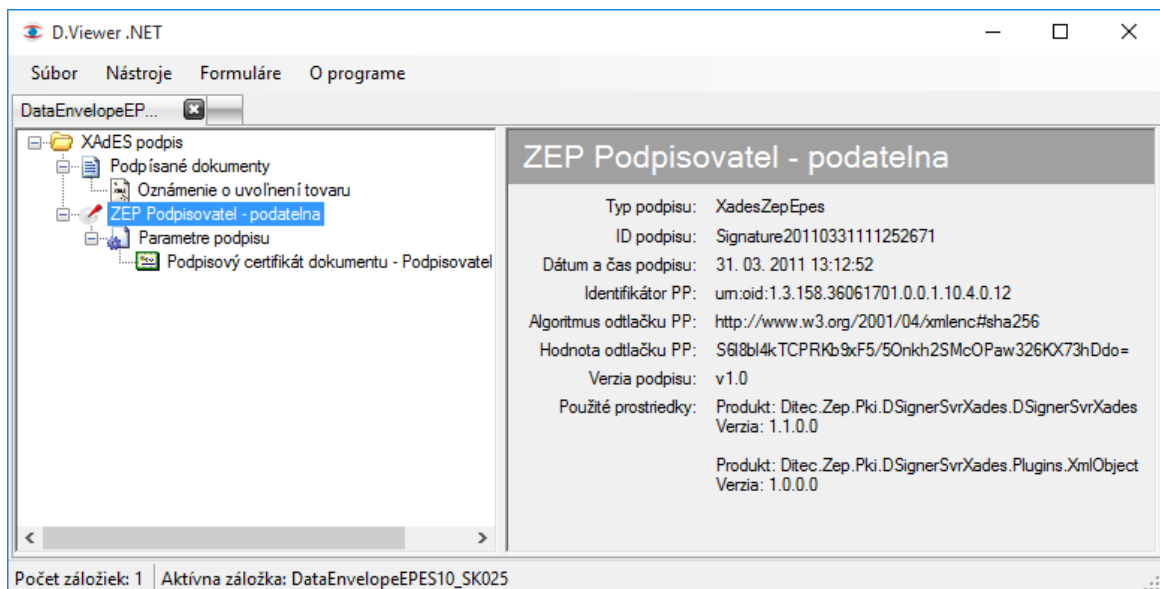 D.Viewer .NET
Súbor Nástroje Formuláre O programe
DataEnvelopeEP...
XAdES podpis
Podpísané dokumenty
Oznámenie o uvoľnení tovaru
ZEP Podpisovatel - podatelna
Parametre podpisu
Podpisový certifikát dokumentu - Podpisovatel
ZEP Podpisovatel - podatelna
Typ podpisu: XadesZepEpes
ID podpisu: Signature20110331111252671
Dátum a čas podpisu: 31. 03. 2011 13:12:52
Identifikátor PP: urn:oid:1.3.158.36061701.0.0.1.10.4.0.12
Algoritmus odtlačku PP: http://www.w3.org/2001/04/xmlenc#sha256
Hodnota odtlačku PP: S6I8bI4kTCPRKb9xF5/5Onkh2SMcOPaw326KX73hDdo=
Verzia podpisu: v1.0
Použité prostriedky: Produkt: Ditec.Zep.Pki.DSignerSvrXades.DSignerSvrXades
Verzia: 1.1.0.0
Produkt: Ditec.Zep.Pki.DSignerSvrXades.Plugins.XmlObject
Verzia: 1.0.0.0
Počet záložiek: 1 Aktívna záložka: DataEnvelopeEPES10_SK025